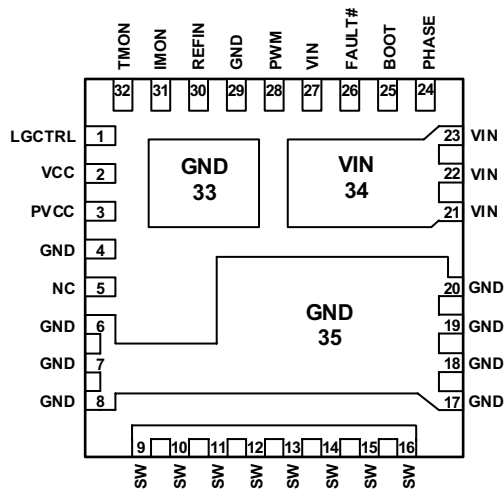 TMON IMON REFIN GND PWM VIN FAULT# BOOT PHASE
32 31 30 29 28 27 26 25 24
LGCTRL 1
VCC 2
PVCC 3
GND 4
NC 5
GND 6
GND 7
GND 8
GND
33
VIN
34
23 VIN
22 VIN
21 VIN
GND
35
20 GND
19 GND
18 GND
17 GND
9 10 11 12 13 14 15 16
SW SW SW SW SW SW SW SW